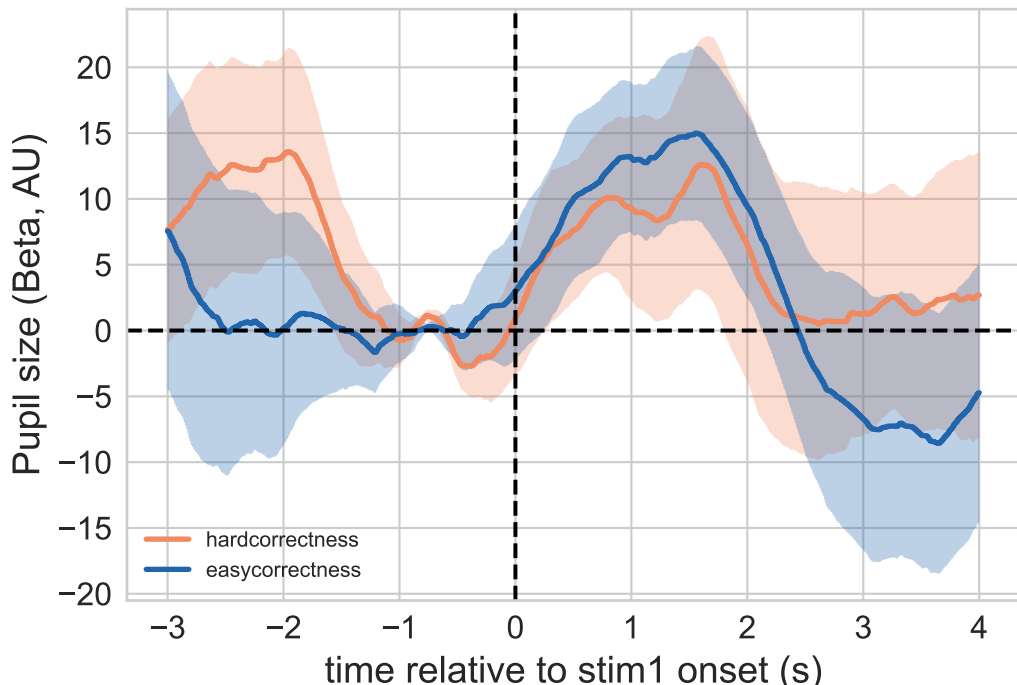 Pupil size (Beta, AU)
20
15
10
5
0
−5
−10
−15
−20
hardcorrectness
easycorrectness
−3 −2 −1 0 1 2 3 4
time relative to stim1 onset (s)